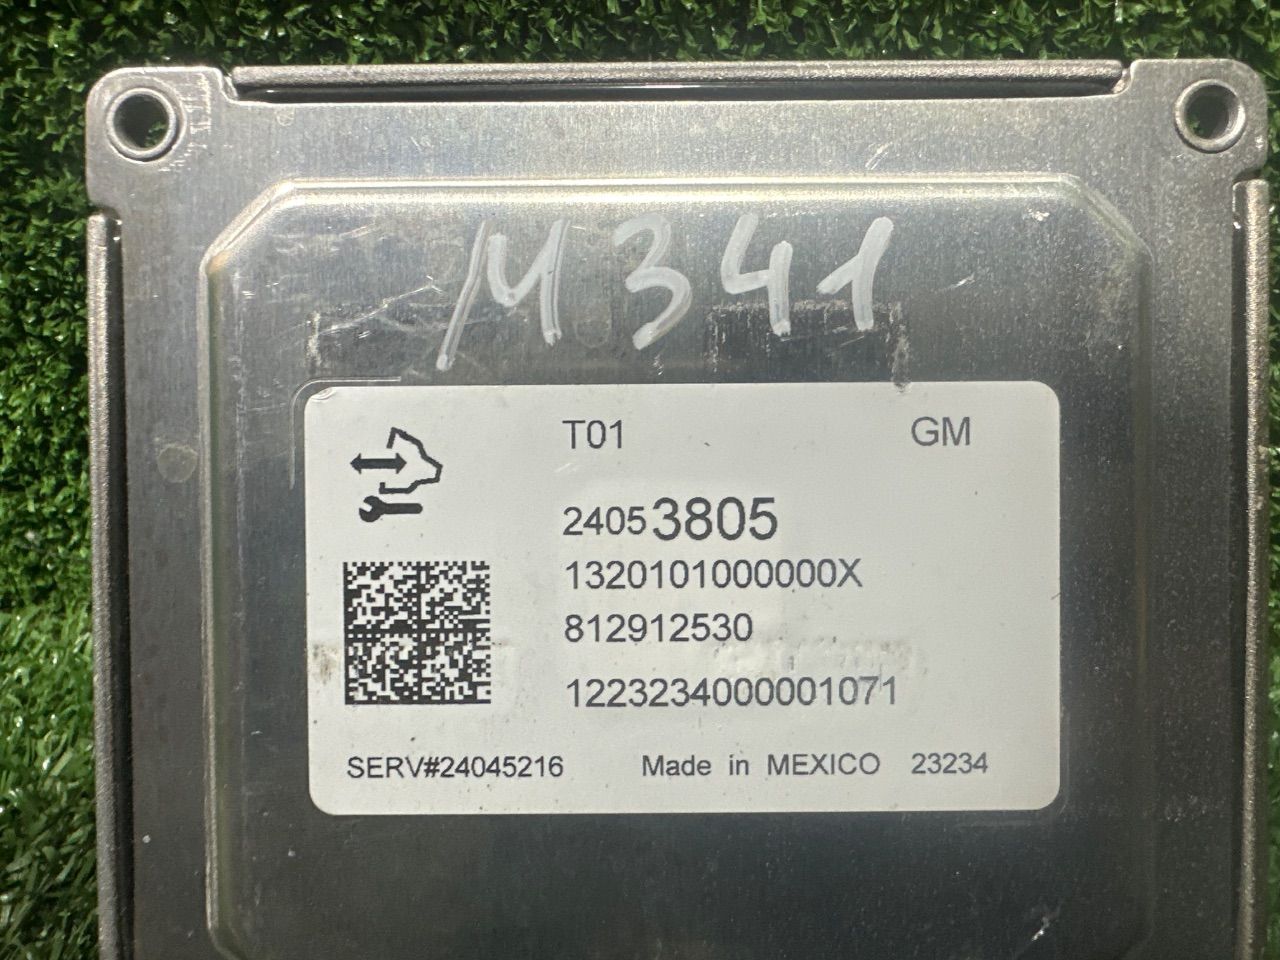 M341
T01 GM
24053805
1320101000000X
812912530
1223234000001071
SERV#24045216 Made in MEXICO 23234